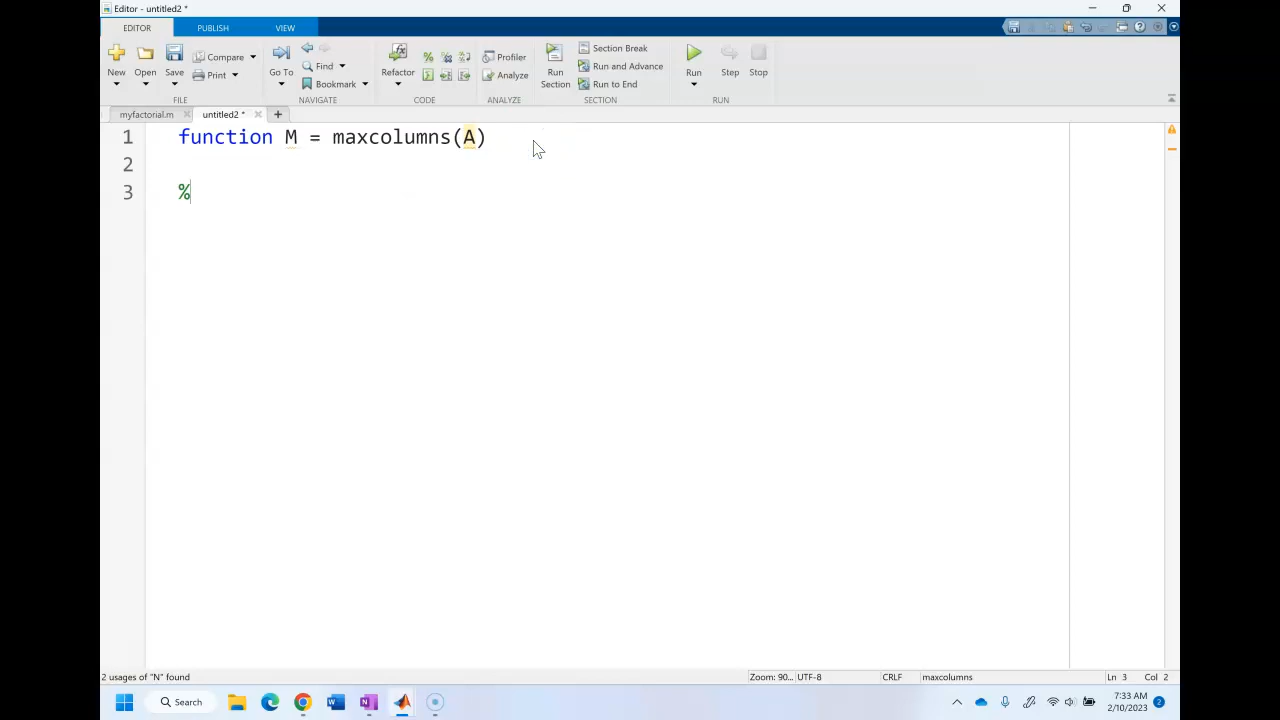 Editor - untitled2 *
EDITOR PUBLISH VIEW
New Open Save Compare Print
FILE
Go To Find Bookmark
NAVIGATE
Refactor
CODE
Profiler Analyze
ANALYZE
Run Section
Section Break
Run and Advance
Run to End
SECTION
Run Step Stop
RUN
myfactorial.m untitled2 *
1 function M = maxcolumns(A)
2
3 %
2 usages of "N" found
Zoom: 90... UTF-8 CRLF maxcolumns Ln 3 Col 2
Search
7:33 AM
2/10/2023 2